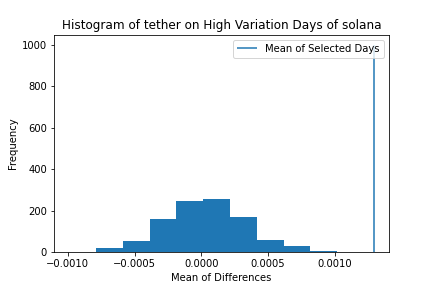 Histogram of tether on High Variation Days of solana
Mean of Selected Days
1000
800
600
400
200
0
Frequency
−0.0010
−0.0005
0.0000
0.0005
0.0010
Mean of Differences